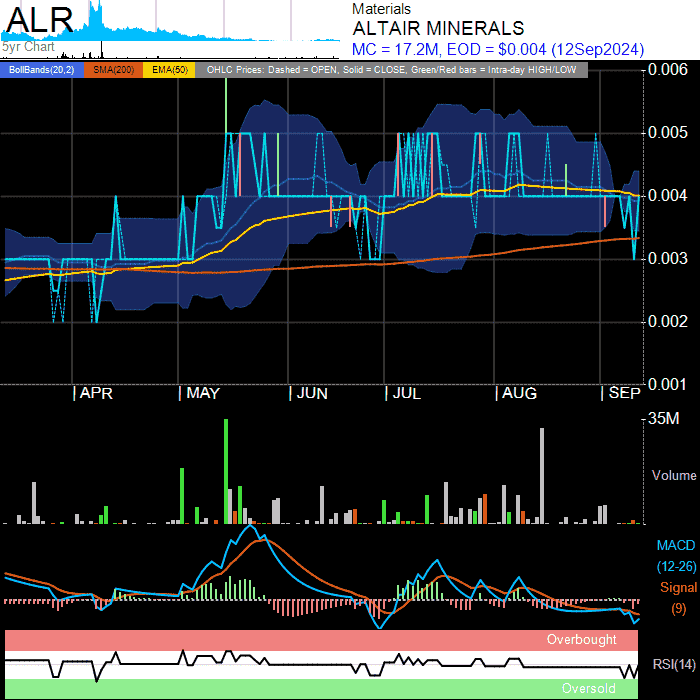 ALR
5yr Chart
Materials
ALTAIR MINERALS
MC = 17.2M, EOD = $0.004 (12Sep2024)
BollBands(20,2) SMA(200) EMA(50) OHLC Prices: Dashed = OPEN, Solid = CLOSE, Green/Red bars = Intra-day HIGH/LOW
0.006
0.005
0.004
0.003
0.002
0.001
APR MAY JUN JUL AUG SEP
35M
Volume
MACD
(12-26)
Signal
(9)
Overbought
RSI(14)
Oversold